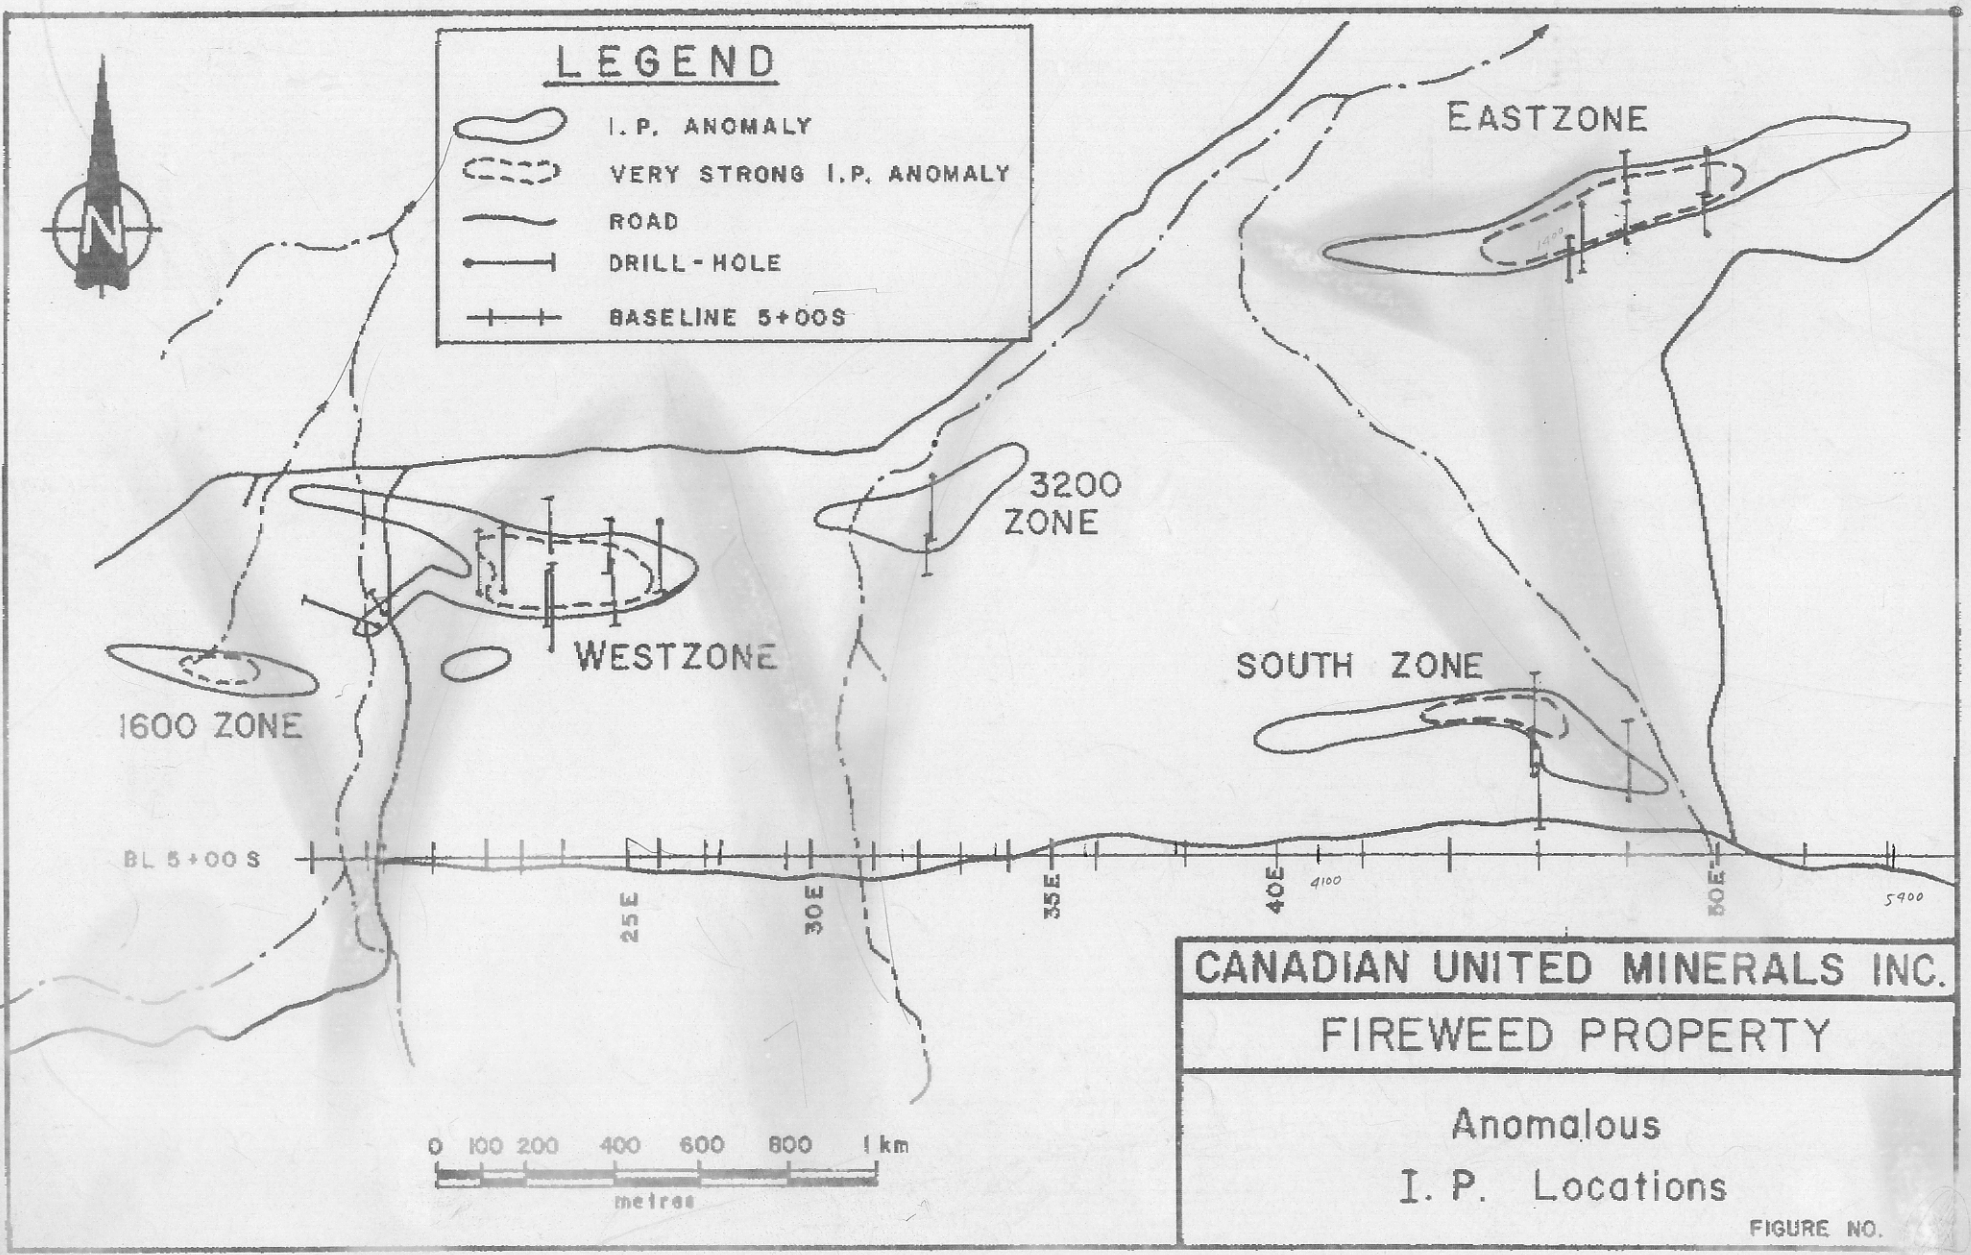 LEGEND
I.P. ANOMALY
VERY STRONG I.P. ANOMALY
ROAD
DRILL-HOLE
BASELINE 5+00S
N
EASTZONE
1400
3200
ZONE
WESTZONE
1600 ZONE
SOUTH ZONE
BL 5+00 S
25E
30E
35E
40E
4100
50E
5900
CANADIAN UNITED MINERALS INC.
FIREWEED PROPERTY
Anomalous
I. P. Locations
FIGURE NO.
0 100 200 400 600 800 1 km
metres